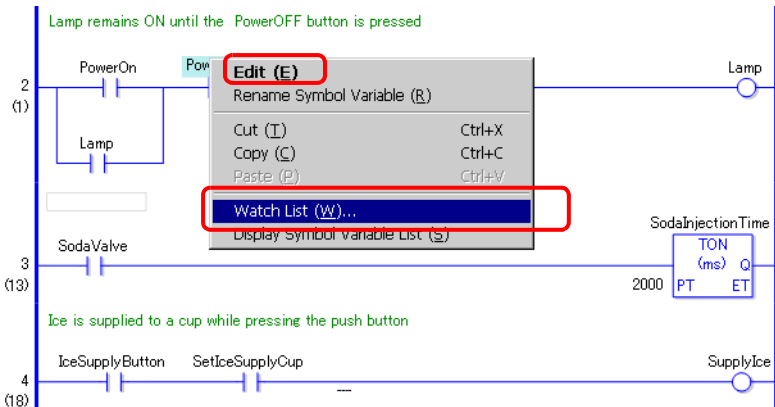 Lamp remains ON until the PowerOFF button is pressed
PowerOn
Pow
Lamp
2
(1)
Lamp
Edit (E)
Rename Symbol Variable (R)
Cut (T) Ctrl+X
Copy (C) Ctrl+C
Paste (P) Ctrl+V
Watch List (W)...
Display Symbol Variable List (S)
SodaValve
SodaInjectionTime
TON
(ms) Q
3
(13)
2000 PT ET
Ice is supplied to a cup while pressing the push button
IceSupplyButton SetIceSupplyCup SupplyIce
4
(18)